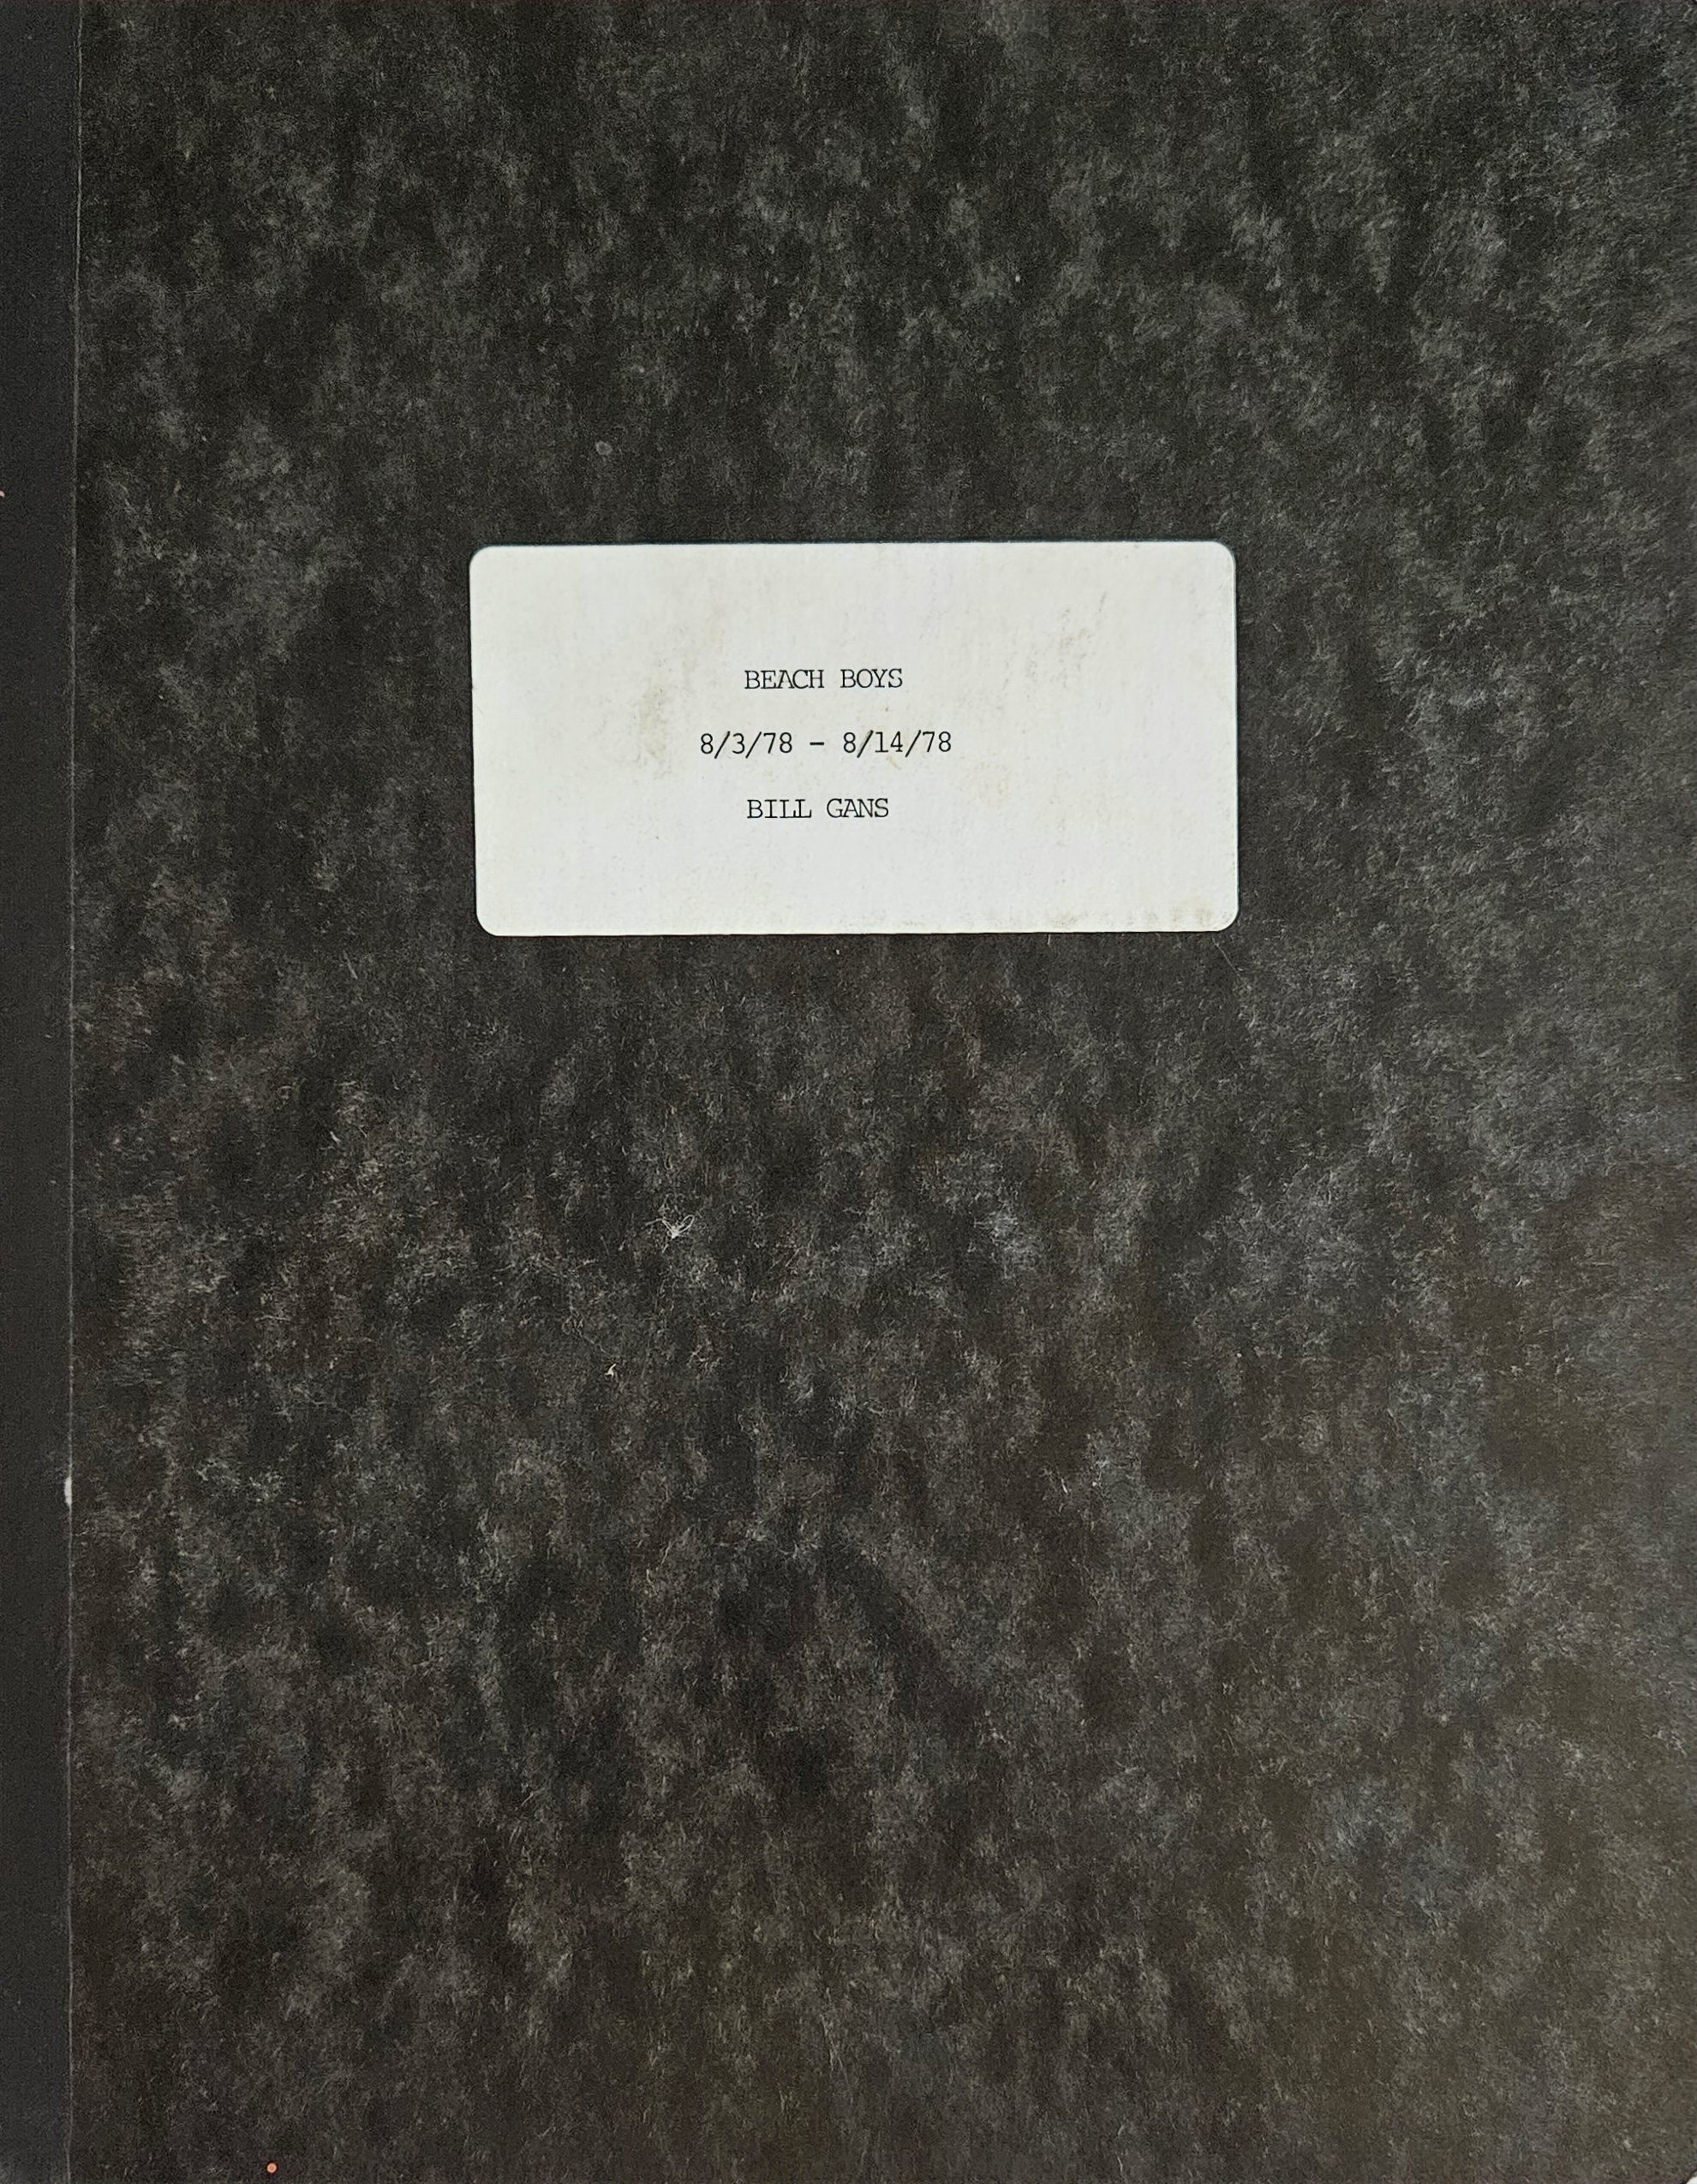 BEACH BOYS
8/3/78 - 8/14/78
BILL GANS